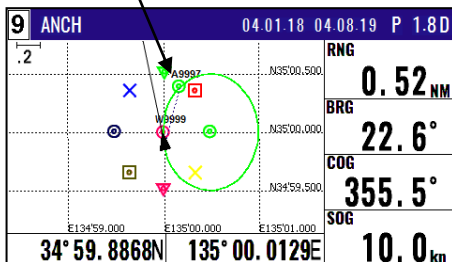 9 ANCH 04.01.18 04:08:19 P 1.8D
.2
A9997
W9999
N35°00.500
N35°00.000
N34°59.500
E134°59.000 E135°00.000 E135°01.000
34°59.8868N 135°00.0129E
RNG
0.52NM
BRG
22.6°
COG
355.5°
SOG
10.0kn